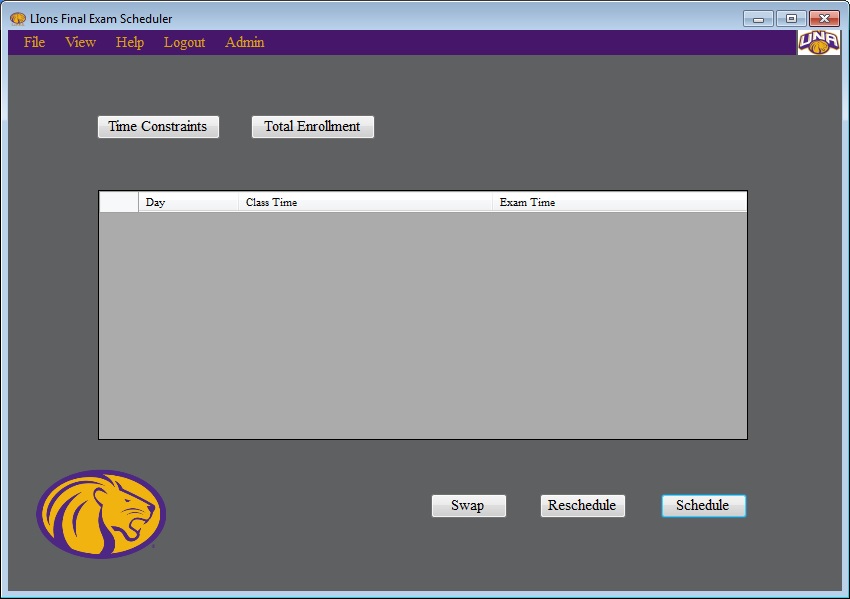 LIons Final Exam Scheduler
File View Help Logout Admin
UNA
Time Constraints Total Enrollment
Day Class Time Exam Time
Swap Reschedule Schedule